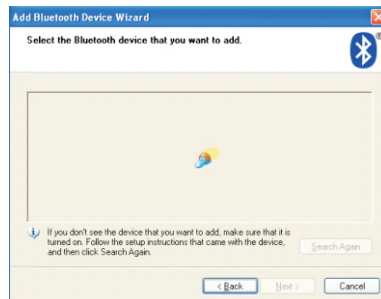 Add Bluetooth Device Wizard
Select the Bluetooth device that you want to add.
®
If you don't see the device that you want to add, make sure that it is
turned on. Follow the setup instructions that came with the device,
and then click Search Again.
Search Again
< Back
Next >
Cancel